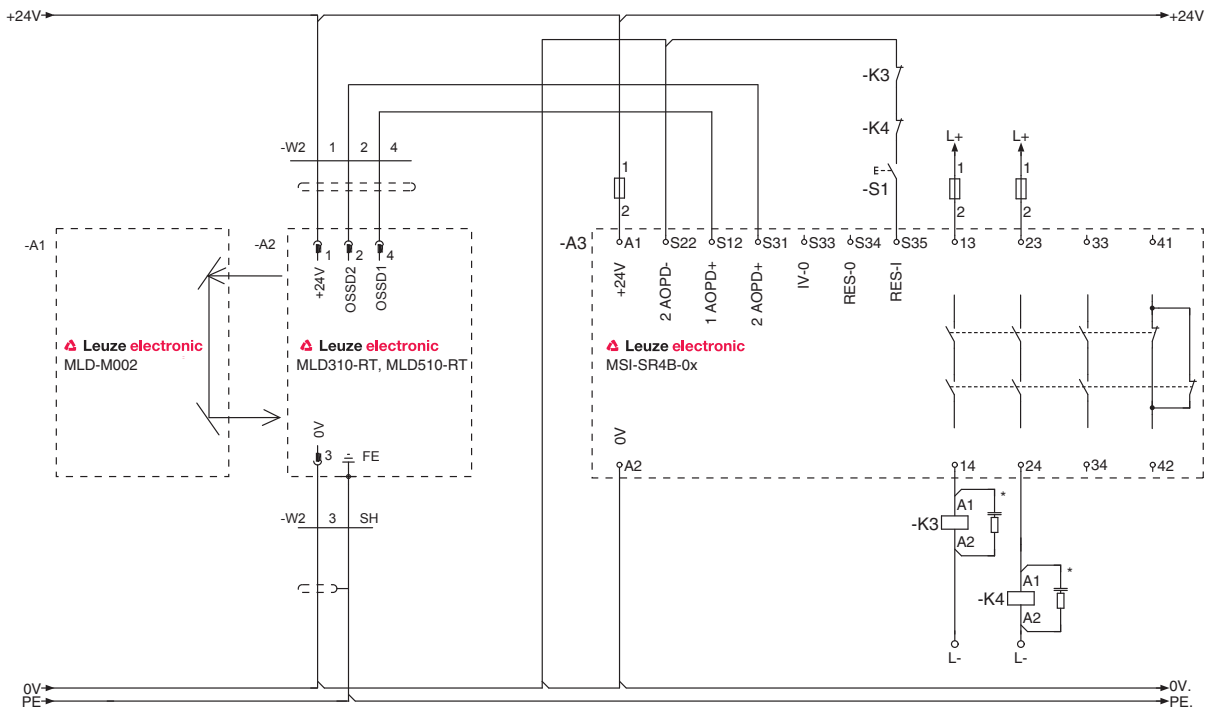 +24V +24V
-K3
-K4
L+ L+
-W2 1 2 4
1 1 1
E
-S1
2 2 2
-A1 -A2 1 2 4 -A3 A1 S22 S12 S31 S33 S34 S35 13 23 33 41
+24V OSSD2 OSSD1 +24V 2 AOPD- 1 AOPD+ 2 AOPD+ IV-0 RES-0 RES-I
Leuze electronic Leuze electronic Leuze electronic
MLD-M002 MLD310-RT, MLD510-RT MSI-SR4B-0x
0V 0V
3 FE A2 14 24 34 42
-W2 3 SH
-K3 A1 *
A2
-K4 A1 *
A2
L- L-
0V 0V.
PE PE.